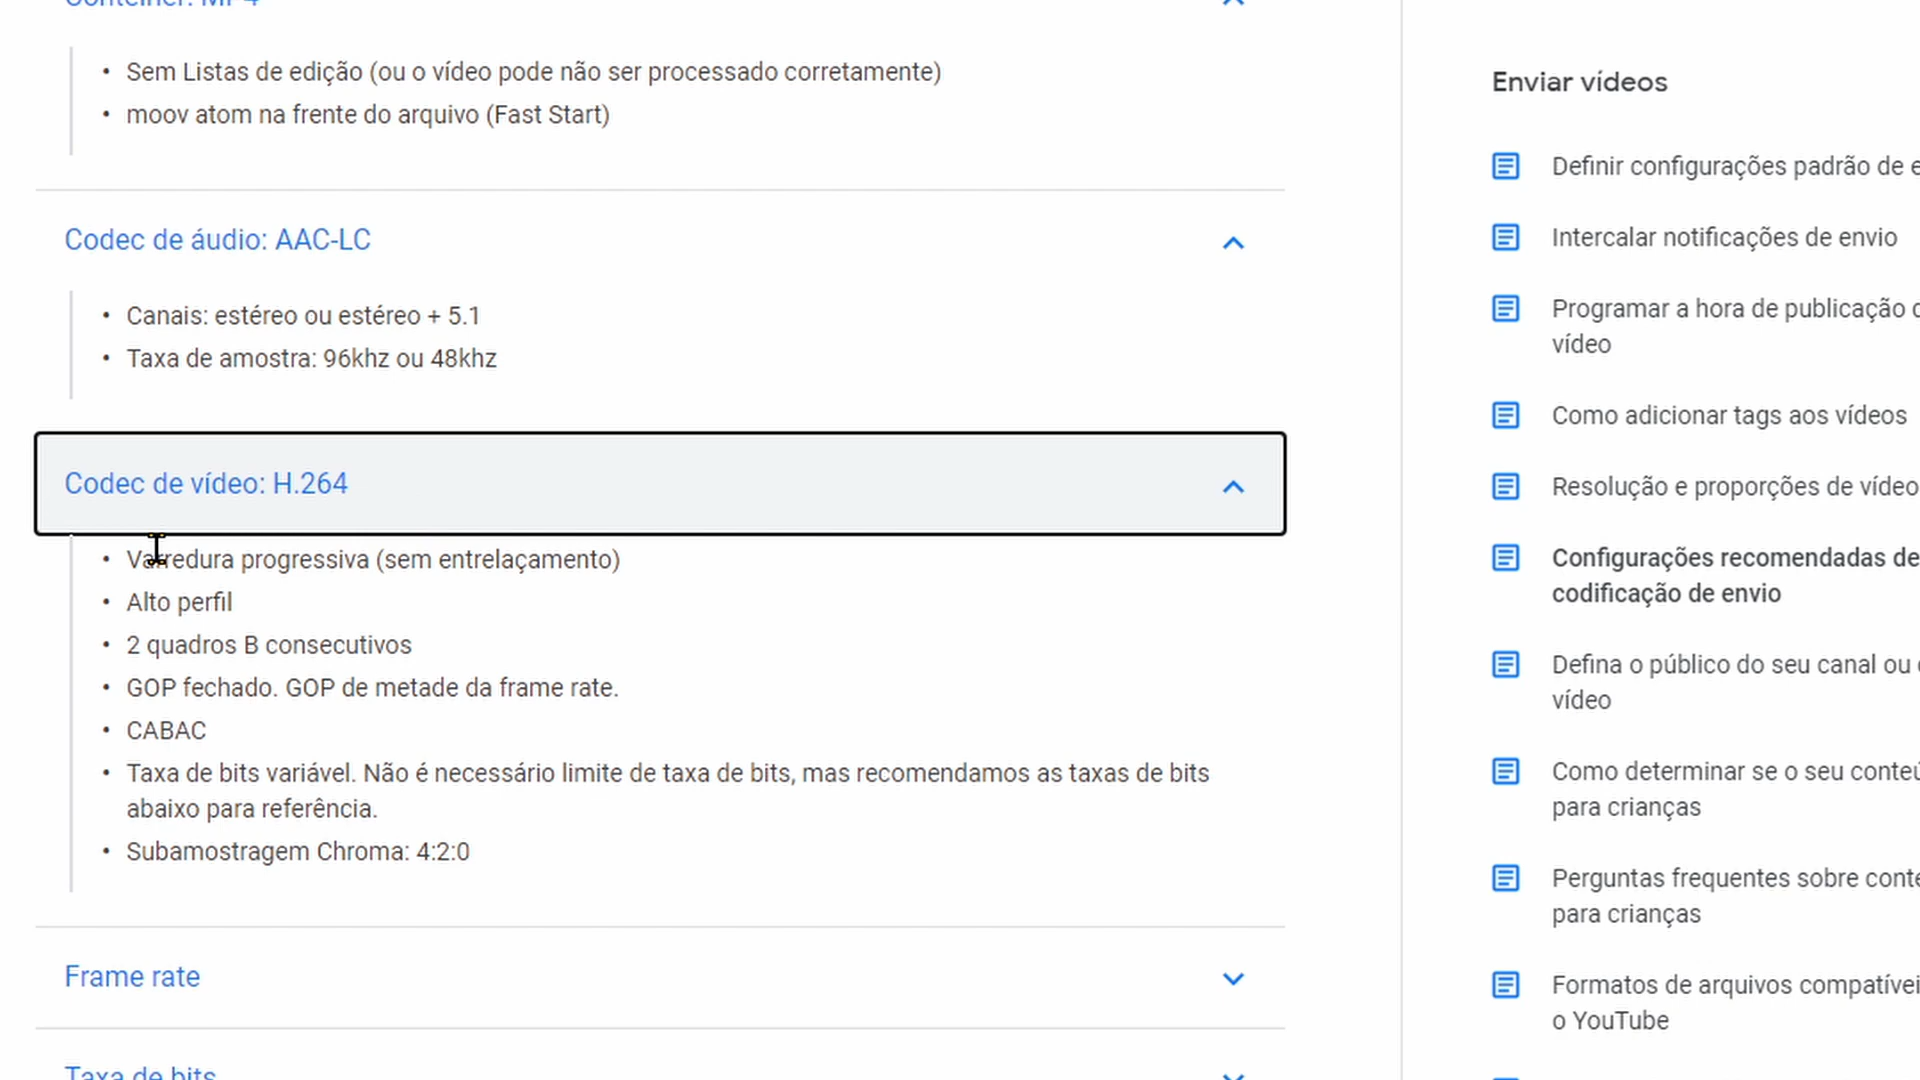 Contêiner: MP4
Sem Listas de edição (ou o vídeo pode não ser processado corretamente)
moov atom na frente do arquivo (Fast Start)
Codec de áudio: AAC-LC
Canais: estéreo ou estéreo + 5.1
Taxa de amostra: 96khz ou 48khz
Codec de vídeo: H.264
Varredura progressiva (sem entrelaçamento)
Alto perfil
2 quadros B consecutivos
GOP fechado. GOP de metade da frame rate.
CABAC
Taxa de bits variável. Não é necessário limite de taxa de bits, mas recomendamos as taxas de bits
abaixo para referência.
Subamostragem Chroma: 4:2:0
Frame rate
Taxa de bits
Enviar vídeos
Definir configurações padrão de
Intercalar notificações de envio
Programar a hora de publicação
vídeo
Como adicionar tags aos vídeos
Resolução e proporções de vídeo
Configurações recomendadas de
codificação de envio
Defina o público do seu canal ou
vídeo
Como determinar se o seu
para crianças
Perguntas frequentes sobre
para crianças
Formatos de arquivos
o YouTube